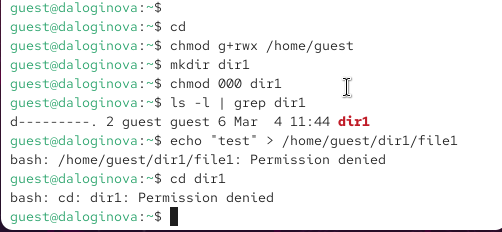 guest@daloginova:~$
guest@daloginova:~$ cd
guest@daloginova:~$ chmod g+rwx /home/guest
guest@daloginova:~$ mkdir dir1
guest@daloginova:~$ chmod 000 dir1
guest@daloginova:~$ ls -l | grep dir1
d---------. 2 guest guest 6 Mar  4 11:44 dir1
guest@daloginova:~$ echo "test" > /home/guest/dir1/file1
bash: /home/guest/dir1/file1: Permission denied
guest@daloginova:~$ cd dir1
bash: cd: dir1: Permission denied
guest@daloginova:~$